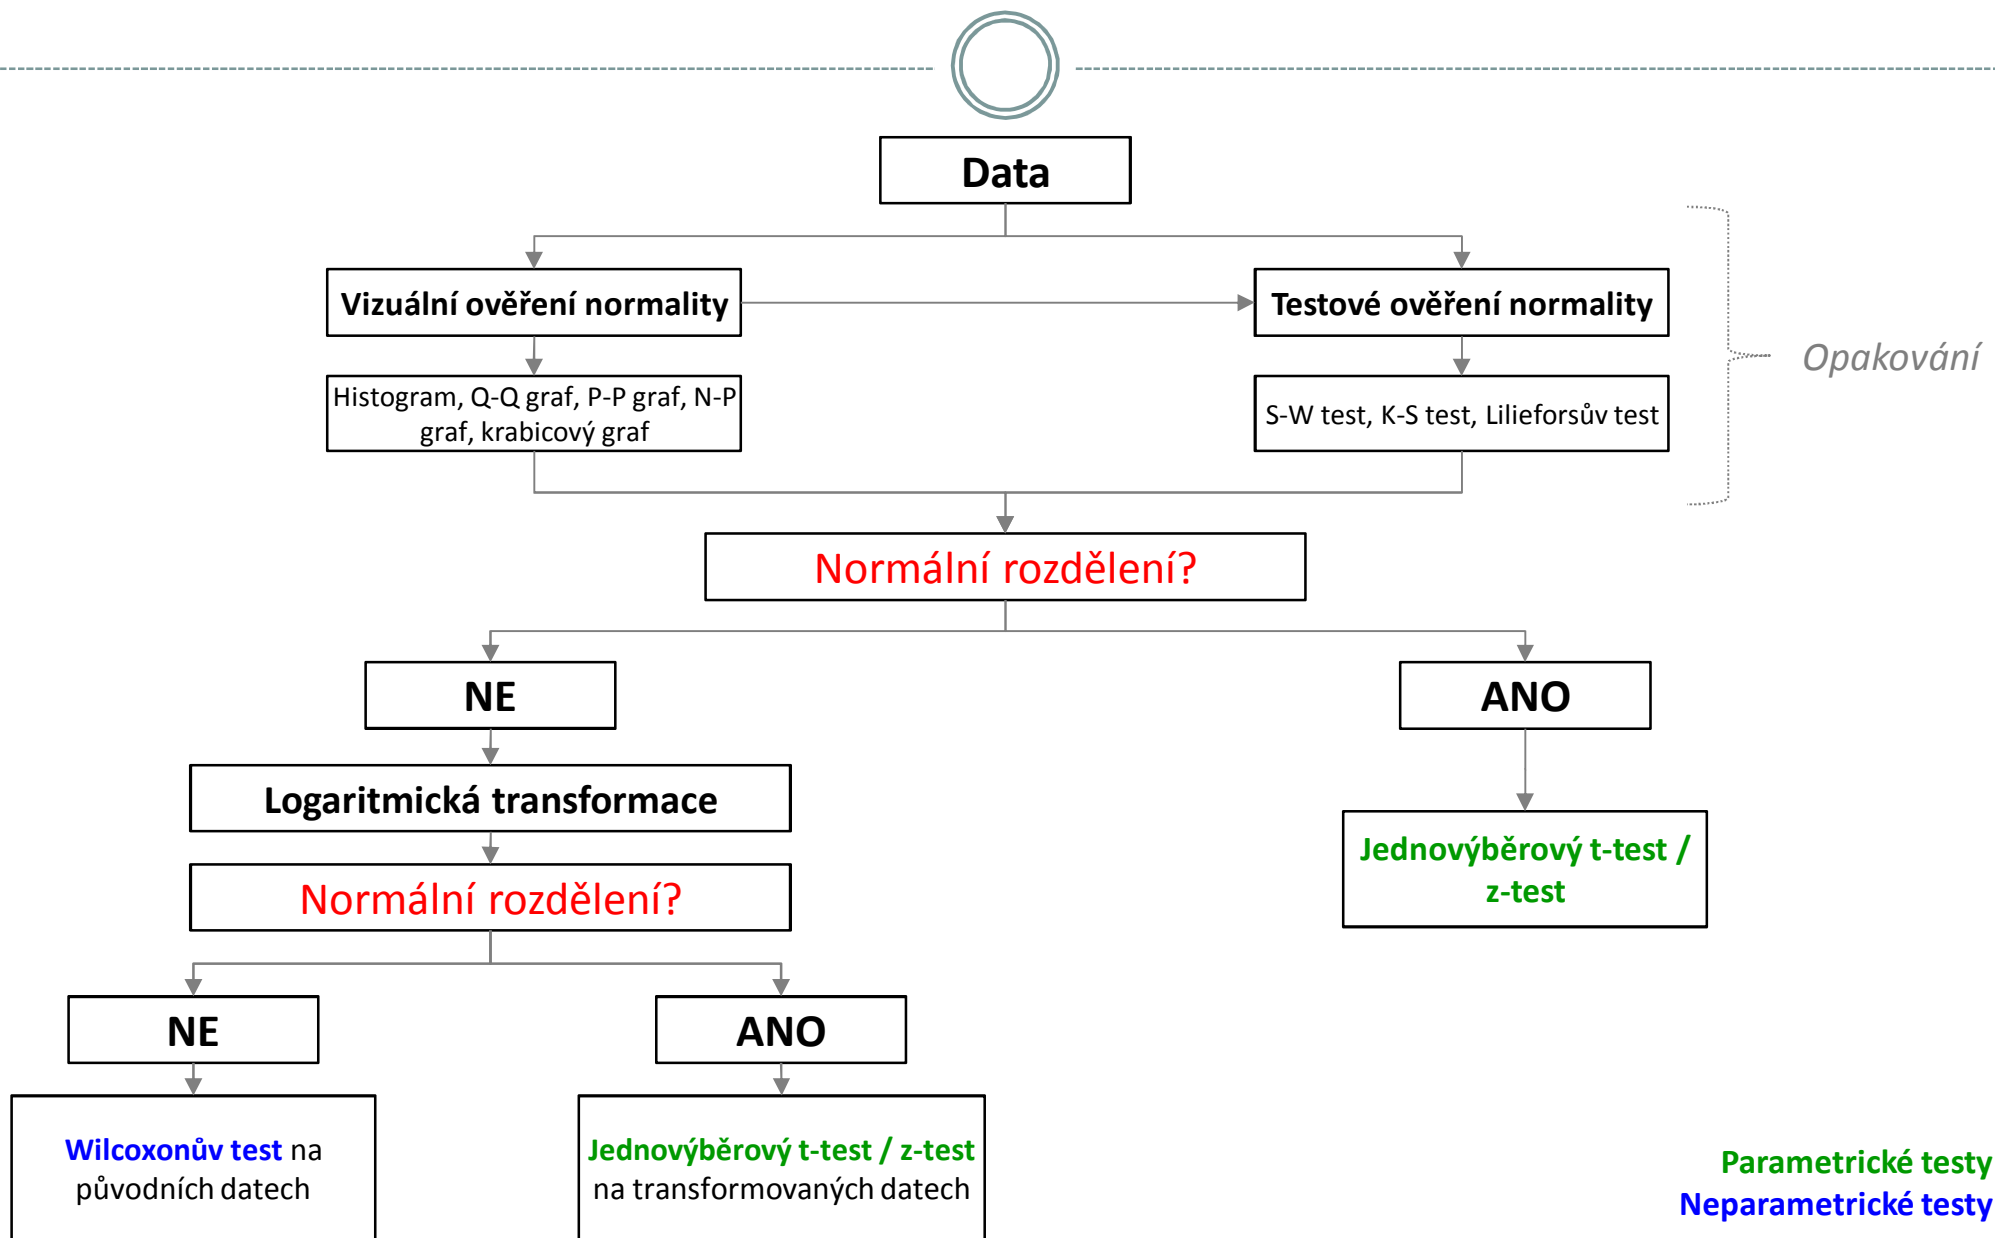 Data
Vizuální ověření normality
Testové ověření normality
Opakování
Histogram, Q-Q graf, P-P graf, N-P
graf, krabicový graf
S-W test, K-S test, Lilieforsův test
Normální rozdělení?
NE
ANO
Logaritmická transformace
Jednovýběrový t-test /
z-test
Normální rozdělení?
NE
ANO
Wilcoxonův test na
původních datech
Jednovýběrový t-test / z-test
na transformovaných datech
Parametrické testy
Neparametrické testy